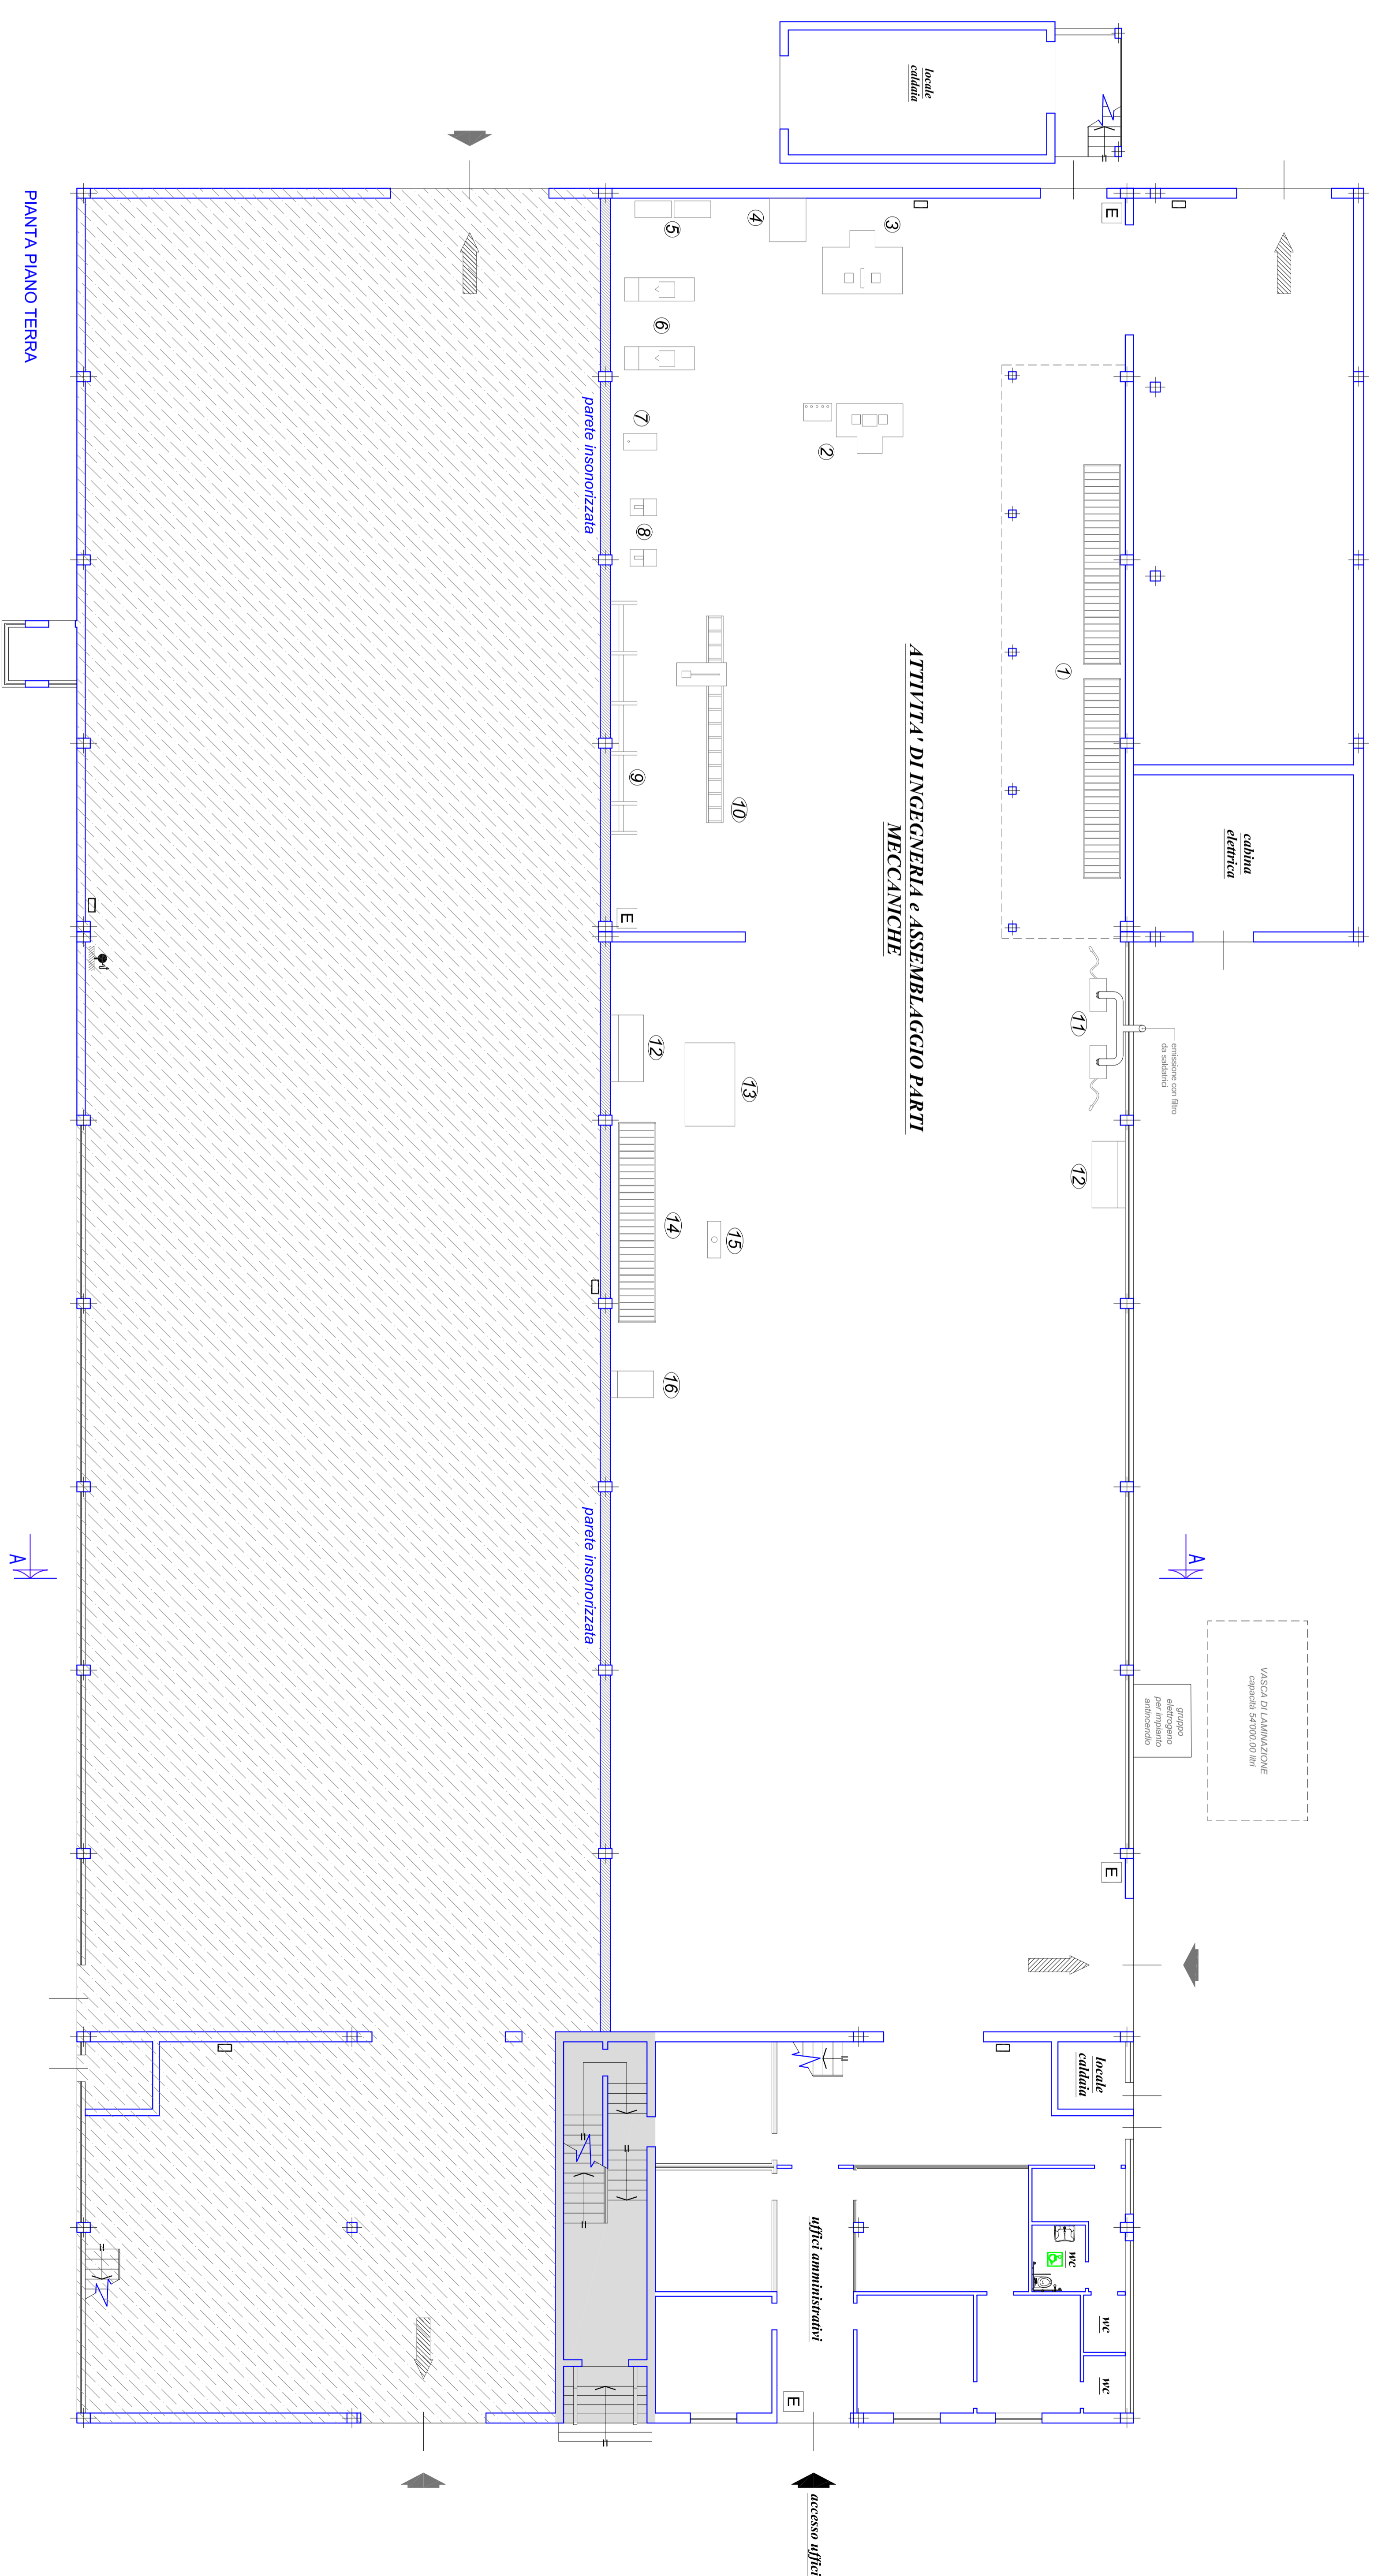 locale
caldaia
E
3
4
5
6
7
8
2
1
parete insonorizzata
ATTIVITA' DI INGEGNERIA e ASSEMBLAGGIO PARTI
MECCANICHE
9
10
cabina
elettrica
E
11
emissione con filtro
da saldatrici
12
13
12
14
15
16
parete insonorizzata
A
A
VASCA DI LAMINAZIONE
capacità 54'000,00 litri
gruppo
elettrogeno
per impianto
antincendio
E
locale
caldaia
uffici amministrativi
wc
wc
wc
E
accesso uffici
PIANTA PIANO TERRA